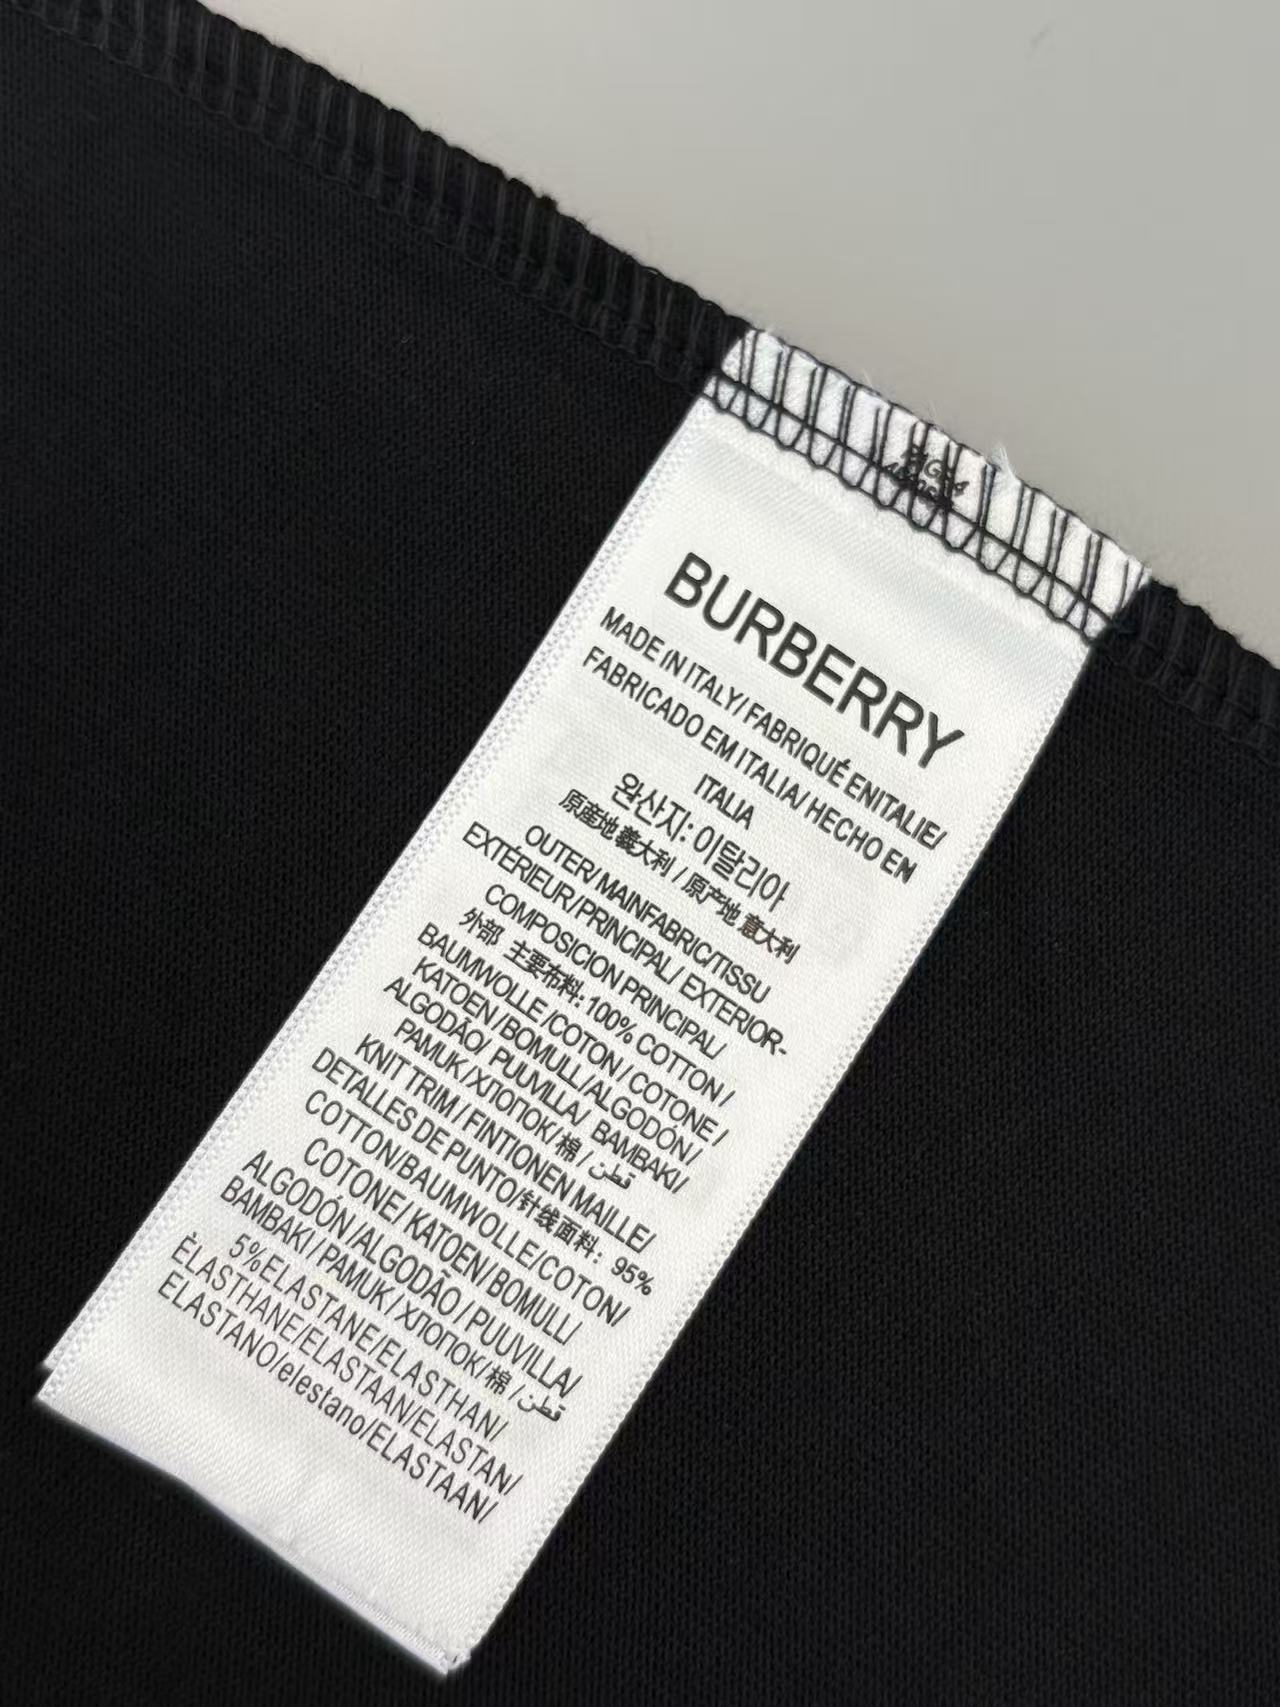 BURBERRY
MADE IN ITALY/ FABRIQUÉ ENITALIE/
FABRICADO EM ITALIA/ HECHO EM
ITALIA
완산지: 이탈리아
原産地 義大利 / 原产地 意大利
OUTER/ MAINFABRIC/TISSU
EXTÉRIEUR/PRINCIPAL/ EXTERIOR-
COMPOSICION PRINCIPAL/
外部 主要布料: 100% COTTON /
BAUMWOLLE /COTON / COTONE /
KATOEN /BOMULL/ALGODÓN /
ALGODÃO/ PUUVILLA/ BAMBAKI/
PAMUK/ХЛОПОК/ 棉 / قطن
KNIT TRIM / FINTIONEN MAILLE/
DETALLES DE PUNTO/针线面料: 95%
COTTON/BAUMWOLLE/COTON/
COTONE/ KATOEN/ BOMULL/
ALGODÓN/ALGODÃO / PUUVILLA/
BAMBAKI / PAMUK / ХЛОПОК/ 棉 / قطن
5%ELASTANE/ELASTHAN/
ÈLASTHANE/ELASTAAN/ELASTAN/
ELASTANO/elestano/ELASTAAN/